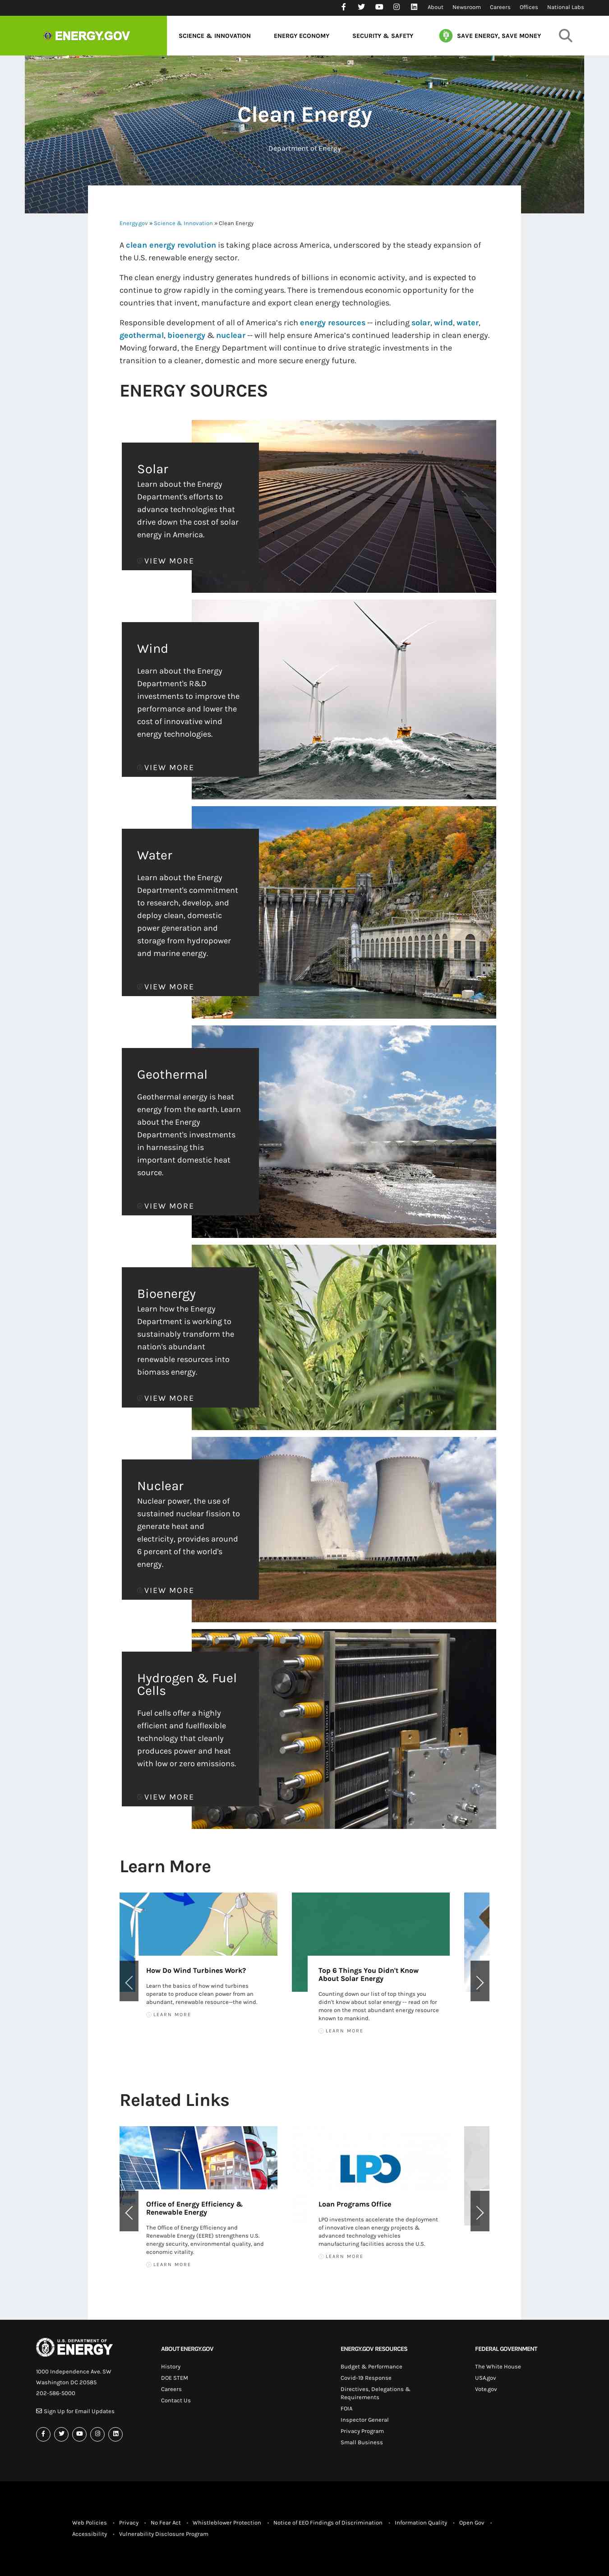 About Newsroom Careers Offices National Labs
ENERGY.GOV
SCIENCE & INNOVATION ENERGY ECONOMY SECURITY & SAFETY SAVE ENERGY, SAVE MONEY
Clean Energy
Department of Energy
Energy.gov » Science & Innovation » Clean Energy
A clean energy revolution is taking place across America, underscored by the steady expansion of
the U.S. renewable energy sector.
The clean energy industry generates hundreds of billions in economic activity, and is expected to
continue to grow rapidly in the coming years. There is tremendous economic opportunity for the
countries that invent, manufacture and export clean energy technologies.
Responsible development of all of America's rich energy resources -- including solar, wind, water,
geothermal, bioenergy & nuclear -- will help ensure America's continued leadership in clean energy.
Moving forward, the Energy Department will continue to drive strategic investments in the
transition to a cleaner, domestic and more secure energy future.
ENERGY SOURCES
Solar
Learn about the Energy
Department's efforts to
advance technologies that
drive down the cost of solar
energy in America.
VIEW MORE
Wind
Learn about the Energy
Department's R&D
investments to improve the
performance and lower the
cost of innovative wind
energy technologies.
VIEW MORE
Water
Learn about the Energy
Department's commitment
to research, develop, and
deploy clean, domestic
power generation and
storage from hydropower
and marine energy.
VIEW MORE
Geothermal
Geothermal energy is heat
energy from the earth. Learn
about the Energy
Department's investments
in harnessing this
important domestic heat
source.
VIEW MORE
Bioenergy
Learn how the Energy
Department is working to
sustainably transform the
nation's abundant
renewable resources into
biomass energy.
VIEW MORE
Nuclear
Nuclear power, the use of
sustained nuclear fission to
generate heat and
electricity, provides around
6 percent of the world's
energy.
VIEW MORE
Hydrogen & Fuel
Cells
Fuel cells offer a highly
efficient and fuelflexible
technology that cleanly
produces power and heat
with low or zero emissions.
VIEW MORE
Learn More
How Do Wind Turbines Work?
Learn the basics of how wind turbines
operate to produce clean power from an
abundant, renewable resource—the wind.
LEARN MORE
Top 6 Things You Didn't Know
About Solar Energy
Counting down our list of top things you
didn't know about solar energy -- read on for
more on the most abundant energy resource
known to mankind.
LEARN MORE
Related Links
Office of Energy Efficiency &
Renewable Energy
The Office of Energy Efficiency and
Renewable Energy (EERE) strengthens U.S.
energy security, environmental quality, and
economic vitality.
LEARN MORE
LPO
Loan Programs Office
LPO investments accelerate the deployment
of innovative clean energy projects &
advanced technology vehicles
manufacturing facilities across the U.S.
LEARN MORE
U.S. DEPARTMENT OF
ENERGY
1000 Independence Ave. SW
Washington DC 20585
202-586-5000
Sign Up for Email Updates
ABOUT ENERGY.GOV
History
DOE STEM
Careers
Contact Us
ENERGY.GOV RESOURCES
Budget & Performance
Covid-19 Response
Directives, Delegations &
Requirements
FOIA
Inspector General
Privacy Program
Small Business
FEDERAL GOVERNMENT
The White House
USA.gov
Vote.gov
Web Policies • Privacy • No Fear Act • Whistleblower Protection • Notice of EEO Findings of Discrimination • Information Quality • Open Gov •
Accessibility • Vulnerability Disclosure Program